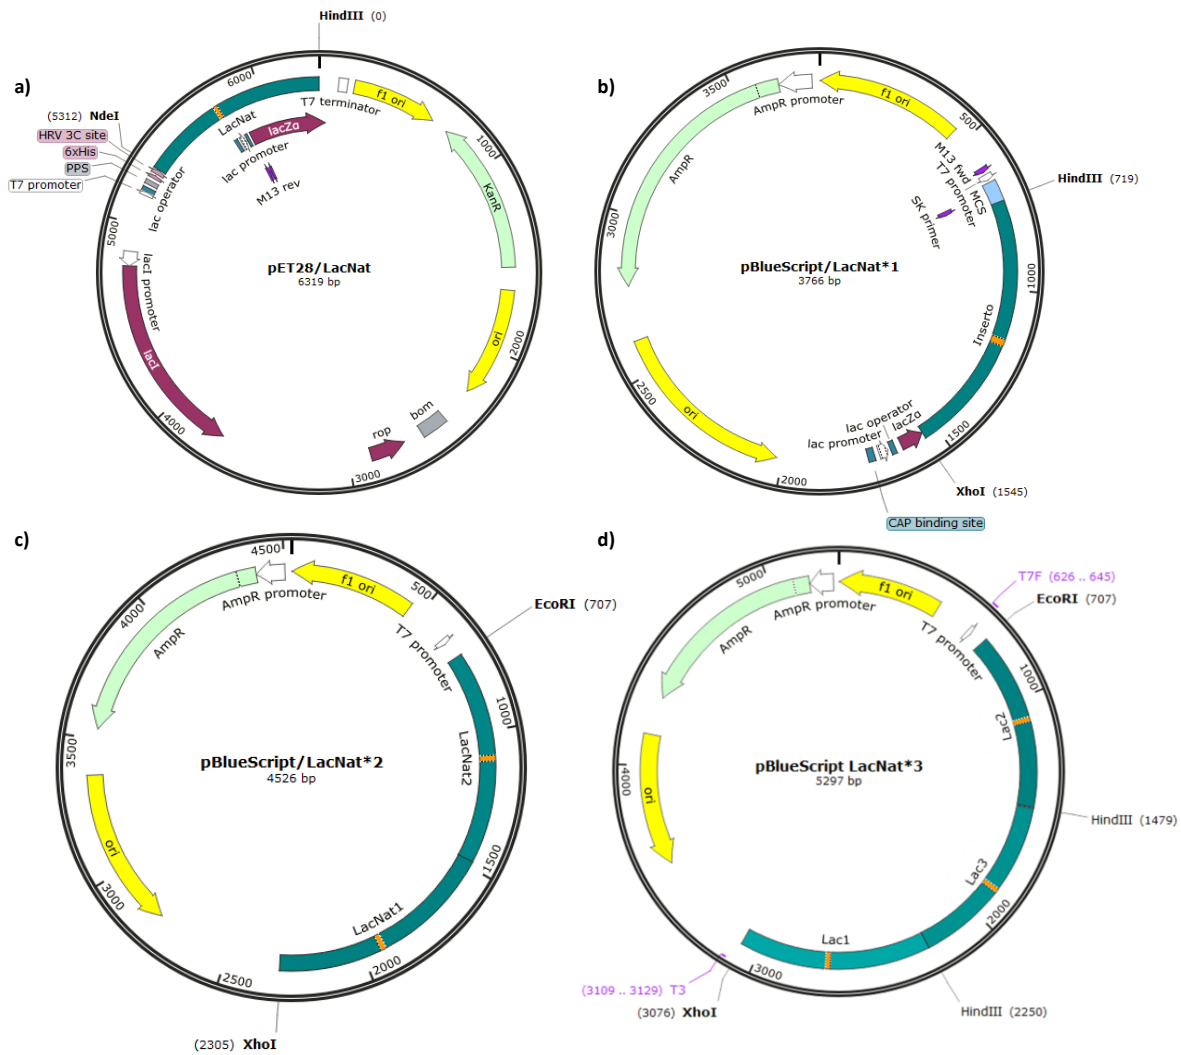 a)
HindIII (0)
6000
T7 terminator
f1 ori
LacNat
lacZα
lac promoter
M13 rev
(5312) NdeI
HRV 3C site
6xHis
PPS
T7 promoter
lac operator
1000
KanR
5000
lacI promoter
lacI
pET28/LacNat
6319 bp
ori
2000
4000
bom
rop
3000
b)
3500
AmpR promoter
f1 ori
500
AmpR
M13 fwd
T7 promoter
MCS
SK primer
HindIII (719)
3000
pBlueScript/LacNat*1
3766 bp
1000
Inserto
2500
ori
lac operator
lac promoter
lacZα
1500
2000
XhoI (1545)
CAP binding site
c)
4500
AmpR promoter
f1 ori
500
4000
AmpR
EcoRI (707)
T7 promoter
1000
3500
LacNat2
pBlueScript/LacNat*2
4526 bp
ori
1500
3000
LacNat1
2500
2000
(2305) XhoI
d)
5000
AmpR promoter
f1 ori
T7F (626 .. 645)
EcoRI (707)
AmpR
T7 promoter
1000
Lac2
4000
pBlueScript LacNat*3
5297 bp
ori
HindIII (1479)
Lac3
2000
Lac1
3000
(3109 .. 3129) T3
(3076) XhoI
HindIII (2250)